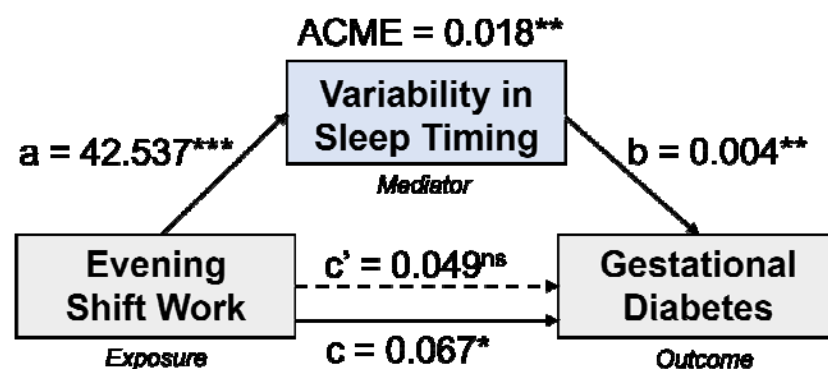 ACME = 0.018**
Variability in
Sleep Timing
a = 42.537***
b = 0.004**
Mediator
Evening
Shift Work
c' = 0.049ns
Gestational
Diabetes
Exposure
c = 0.067*
Outcome